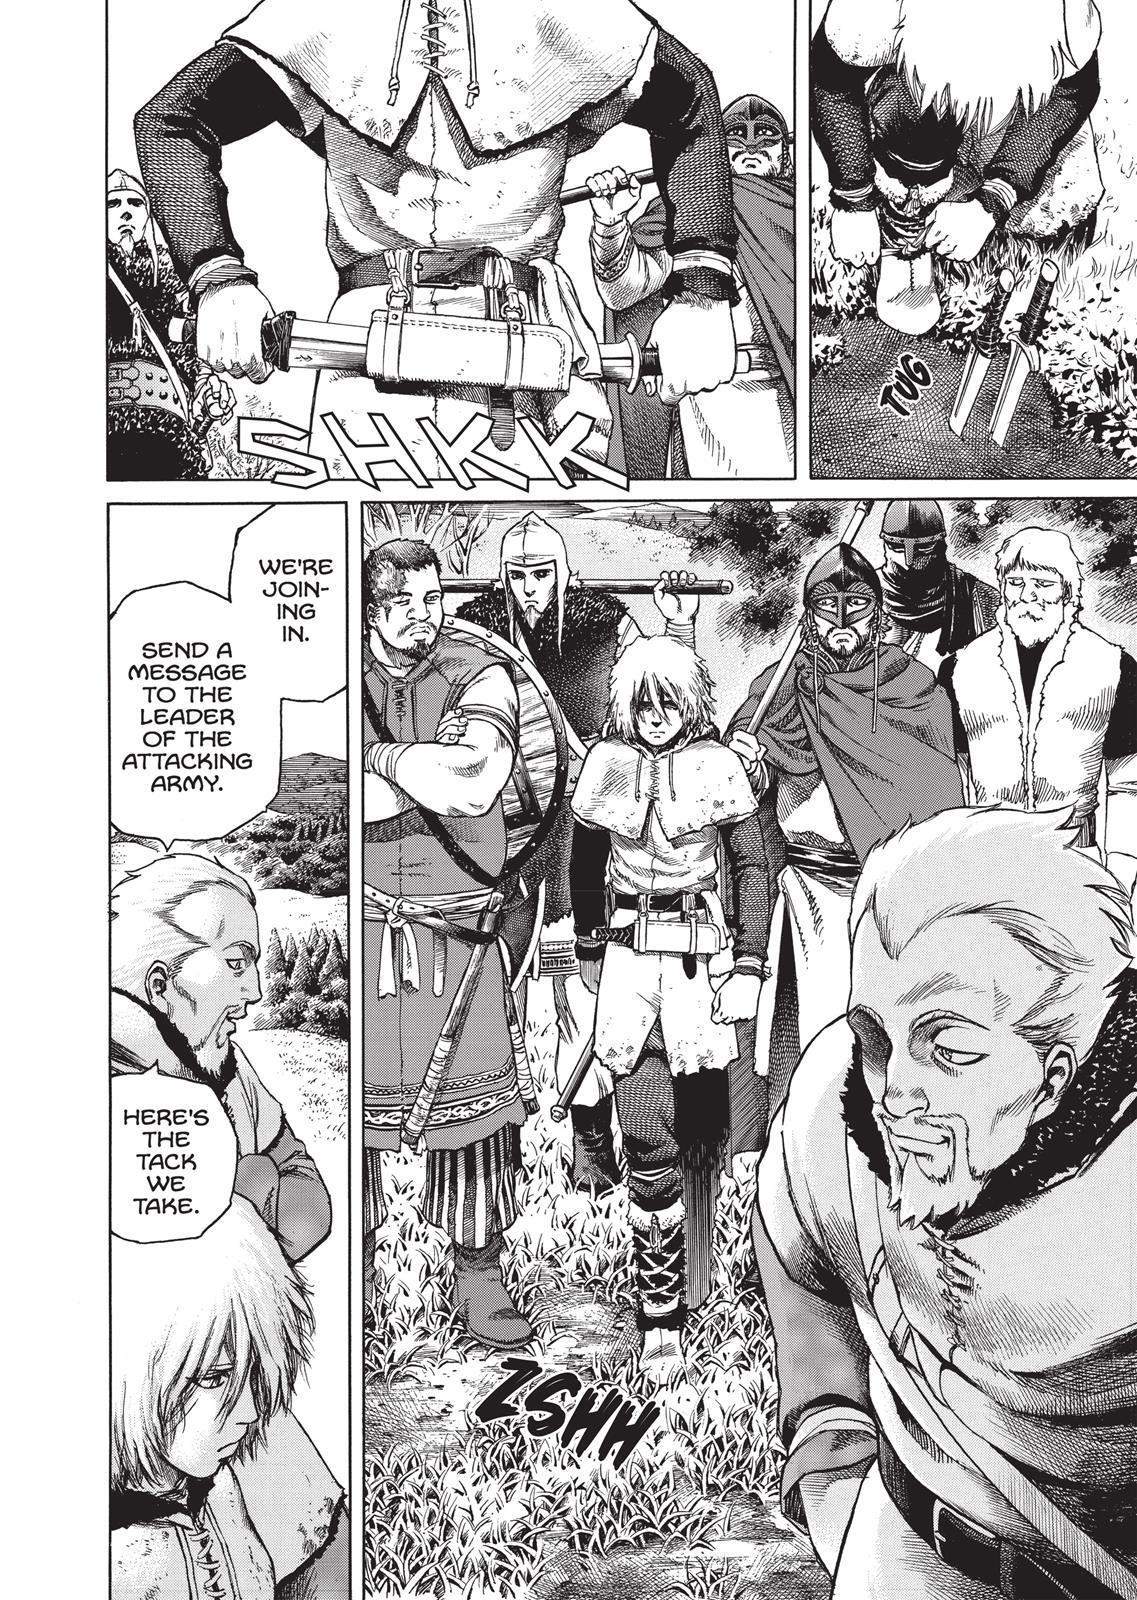 TUG
SHKK
ZSHH
WE'RE
JOIN-
ING
IN.
SEND A
MESSAGE
TO THE
LEADER
OF THE
ATTACKING
ARMY.
HERE'S
THE
TACK
WE
TAKE.